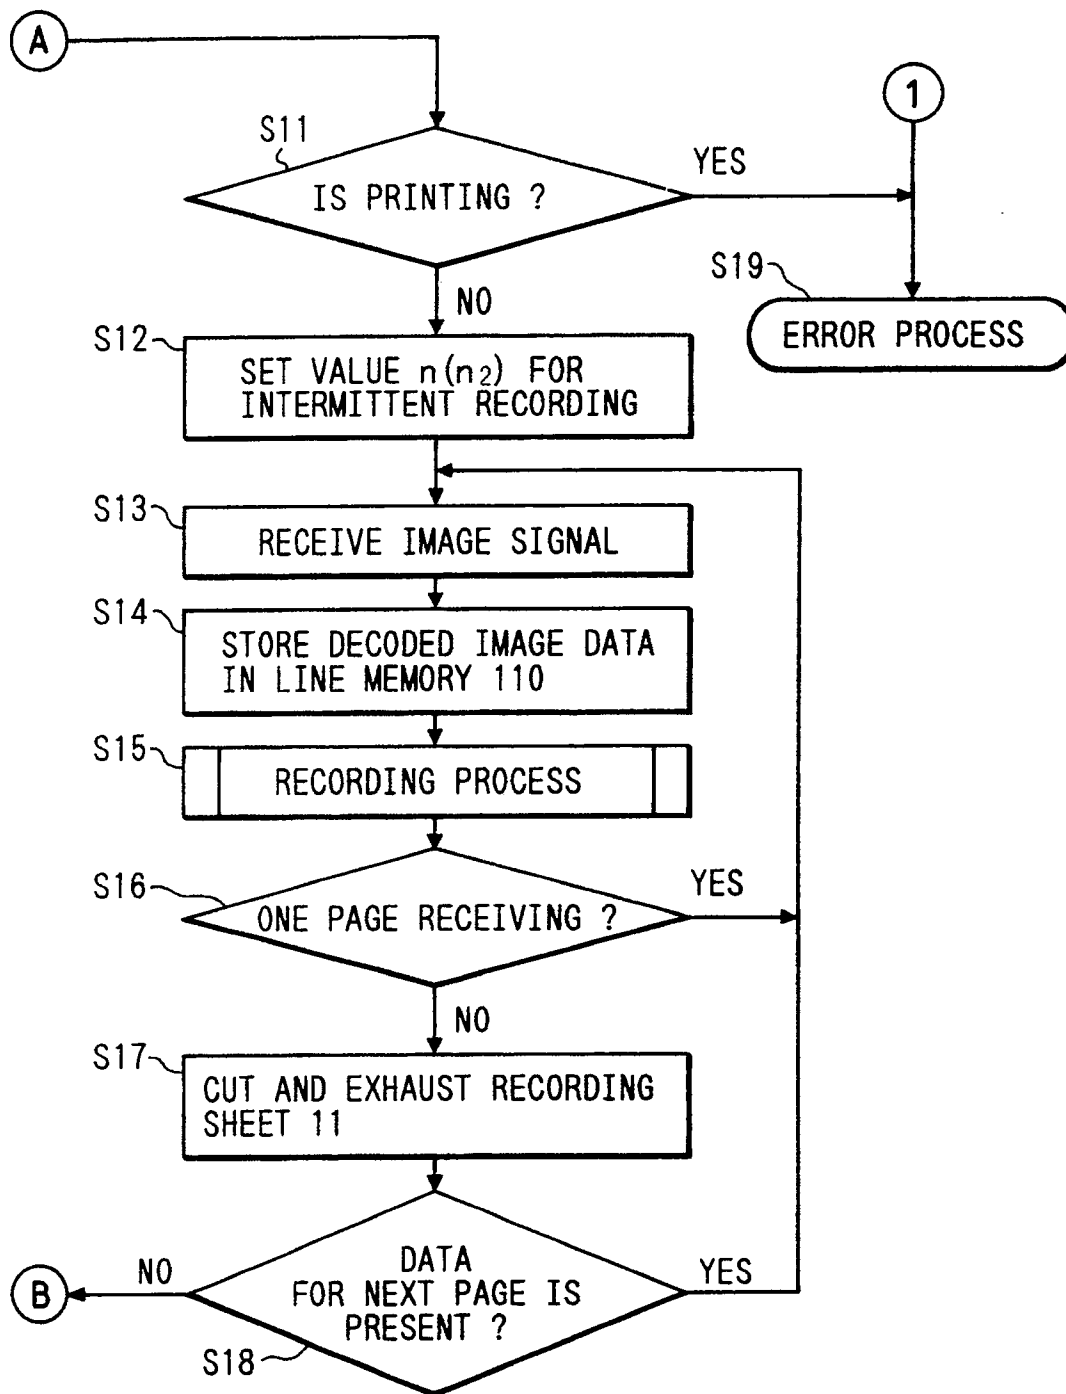 A
1
S11
IS PRINTING ?
YES
NO
S19
ERROR PROCESS
S12
SET VALUE n(n2) FOR
INTERMITTENT RECORDING
S13
RECEIVE IMAGE SIGNAL
S14
STORE DECODED IMAGE DATA
IN LINE MEMORY 110
S15
RECORDING PROCESS
S16
ONE PAGE RECEIVING ?
YES
NO
S17
CUT AND EXHAUST RECORDING
SHEET 11
B
NO
DATA
FOR NEXT PAGE IS
PRESENT ?
YES
S18